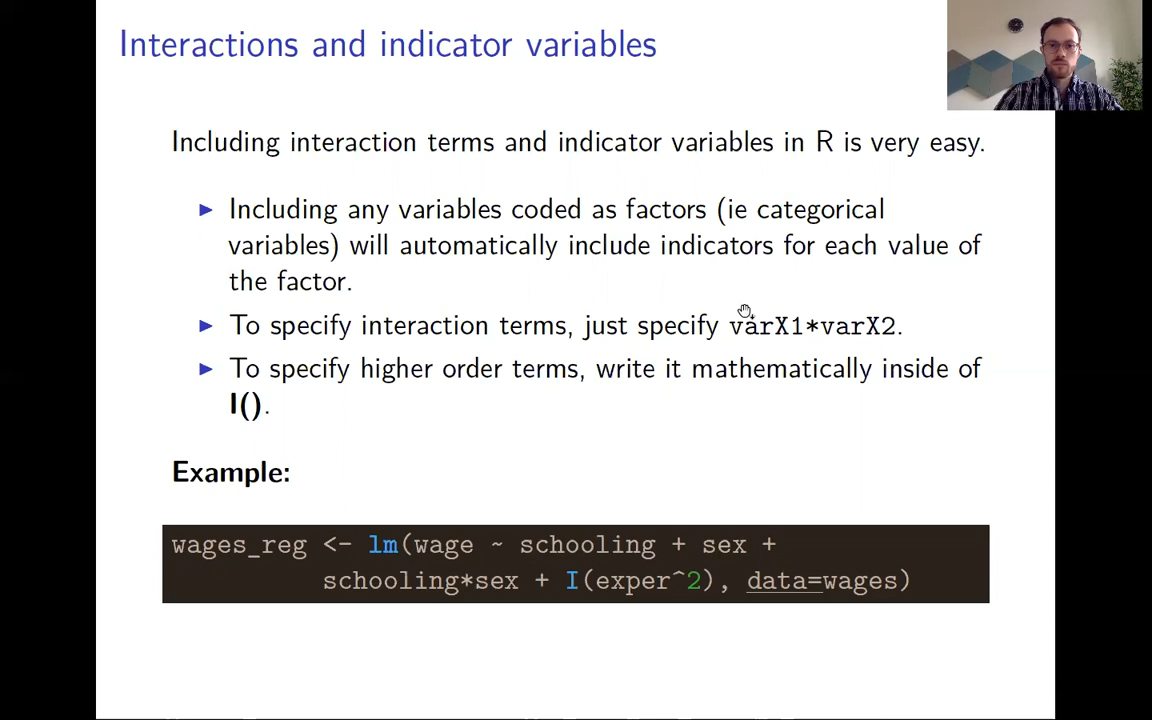 Interactions and indicator variables
Including interaction terms and indicator variables in R is very easy.
▶ Including any variables coded as factors (ie categorical
variables) will automatically include indicators for each value of
the factor.
▶ To specify interaction terms, just specify varX1*varX2.
▶ To specify higher order terms, write it mathematically inside of
I().
Example:
wages_reg <- lm(wage ~ schooling + sex +
schooling*sex + I(exper^2), data=wages)